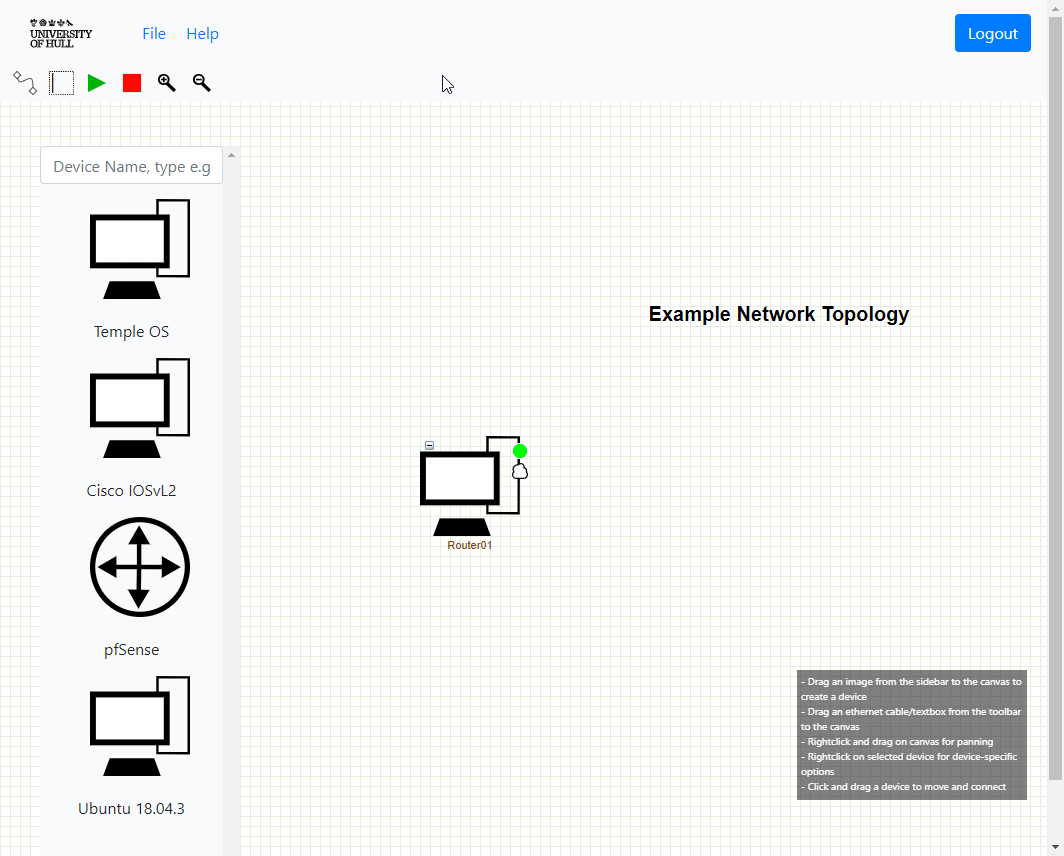 UNIVERSITY
OF HULL
File
Help
Logout
Device Name, type e.g
Temple OS
Cisco IOSvL2
pfSense
Ubuntu 18.04.3
Example Network Topology
Router01
- Drag an image from the sidebar to the canvas to
create a device
- Drag an ethernet cable/textbox from the toolbar
to the canvas
- Rightclick and drag on canvas for panning
- Rightclick on selected device for device-specific
options
- Click and drag a device to move and connect